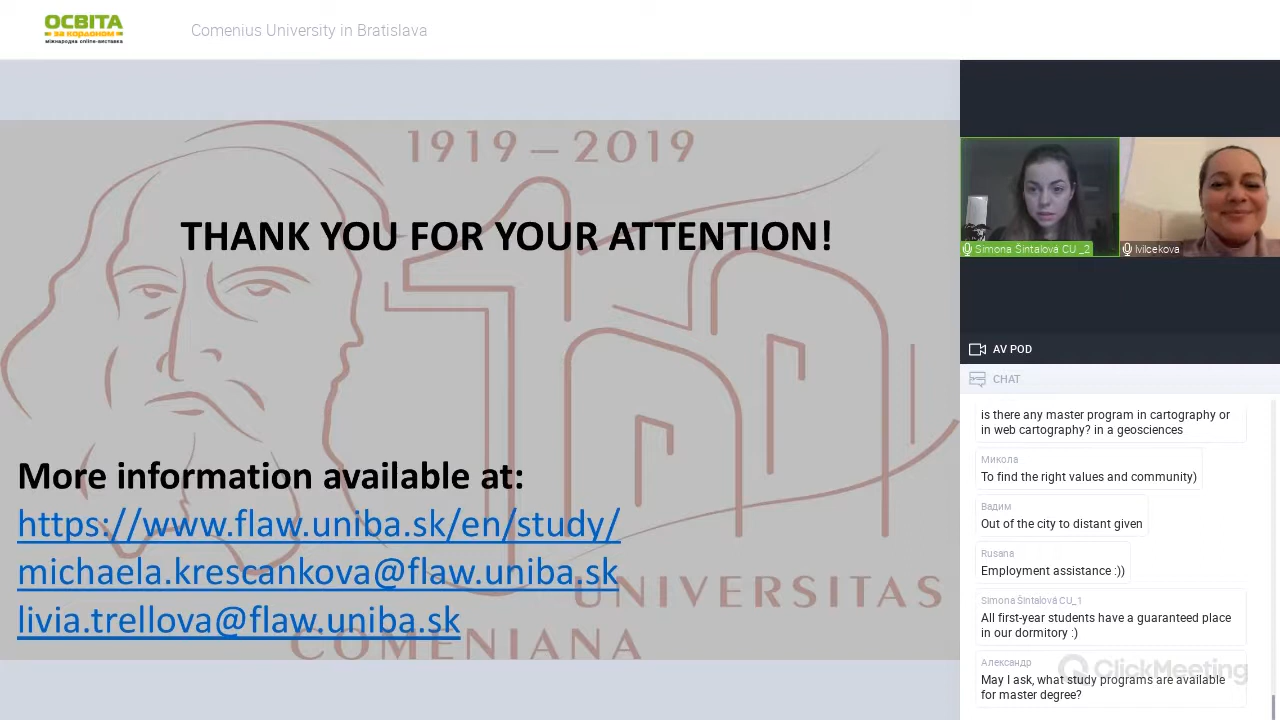 ОСВІТА
за кордоном
міжнародна online-виставка
Comenius University in Bratislava
1919 – 2019
THANK YOU FOR YOUR ATTENTION!
More information available at:
https://www.flaw.uniba.sk/en/study/
michaela.krescankova@flaw.uniba.sk
livia.trellova@flaw.uniba.sk
UNIVERSITAS
COMENIANA
Simona Šintalová CU _2
lvilcekova
AV POD
CHAT
is there any master program in cartography or
in web cartography? in a geosciences
Микола
To find the right values and community)
Вадим
Out of the city to distant given
Rusana
Employment assistance :))
Simona Šintalová CU_1
All first-year students have a guaranteed place
in our dormitory :)
Александр
May I ask, what study programs are available
for master degree?
ClickMeeting